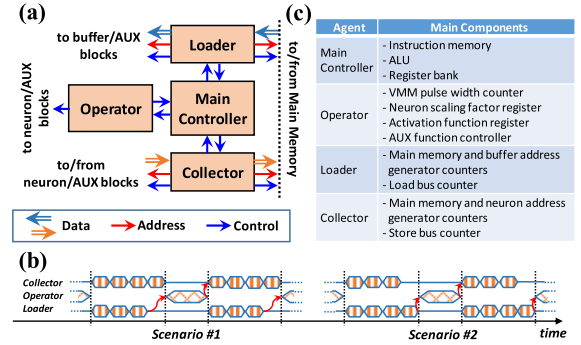 (a)
to buffer/AUX
blocks
Loader
to neuron/AUX
blocks
Operator
Main
Controller
to/from Main Memory
to/from
neuron/AUX blocks
Collector
Data
Address
Control
(c)
Agent
Main Components
Main
Controller
- Instruction memory
- ALU
- Register bank
Operator
- VMM pulse width counter
- Neuron scaling factor register
- Activation function register
- AUX function controller
Loader
- Main memory and buffer address
generator counters
- Load bus counter
Collector
- Main memory and neuron address
generator counters
- Store bus counter
(b)
Collector
Operator
Loader
Scenario #1
Scenario #2
time